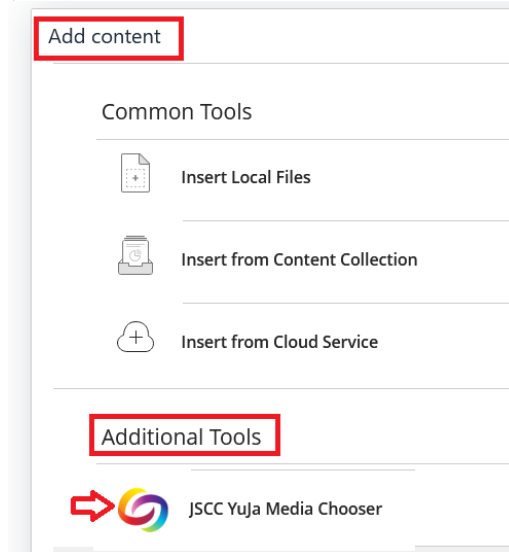 Add content
Common Tools
Insert Local Files
Insert from Content Collection
Insert from Cloud Service
Additional Tools
JSCC YuJa Media Chooser